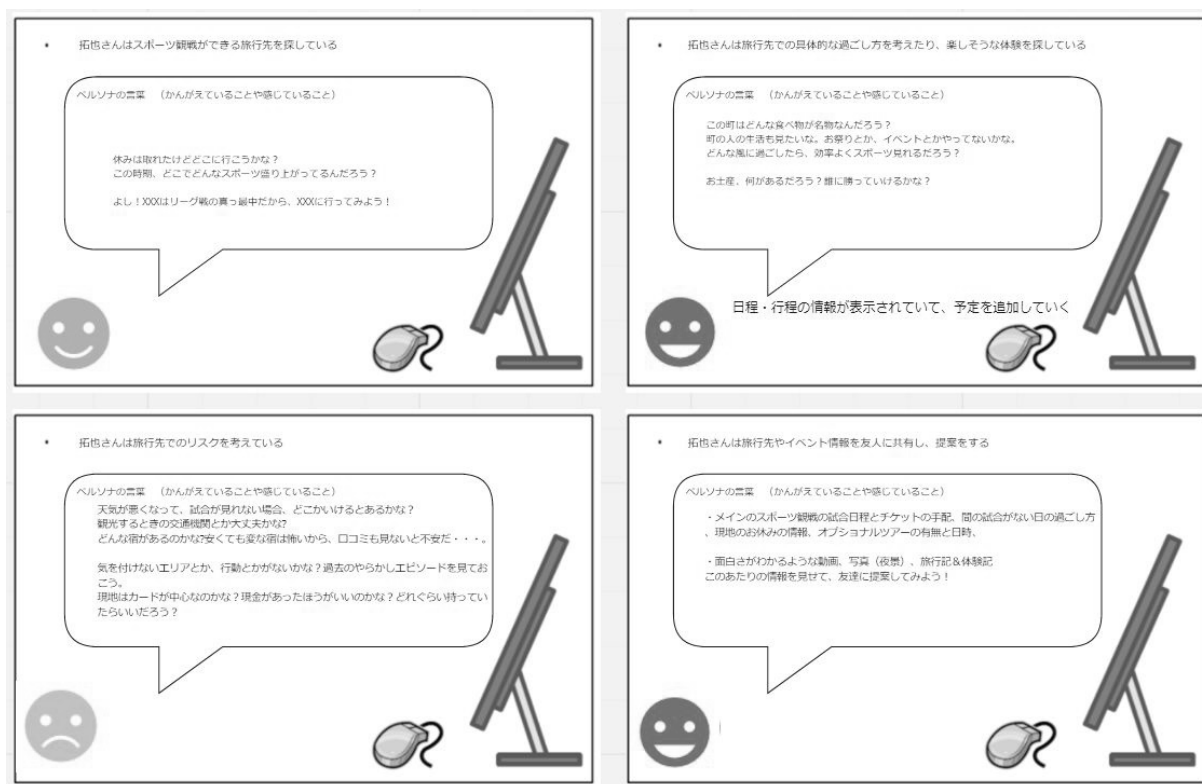 • 拓也さんはスポーツ観戦ができる旅行先を探している
ペルソナの言葉　（かんがえていることや感じていること）
休みは取れたけどどこに行こうかな？
この時期、どこでどんなスポーツ盛り上がってるんだろう？
よし！XXXはリーグ戦の真っ最中だから、XXXに行ってみよう！
• 拓也さんは旅行先での具体的な過ごし方を考えたり、楽しそうな体験を探している
ペルソナの言葉　（かんがえていることや感じていること）
この町はどんな食べ物が名物なんだろう？
町の人の生活も見たいな。お祭りとか、イベントとかやってないかな。
どんな風に過ごしたら、効率よくスポーツ見れるだろう？
お土産、何があるだろう？誰に勝っていけるかな？
日程・行程の情報が表示されていて、予定を追加していく
• 拓也さんは旅行先でのリスクを考えている
ペルソナの言葉　（かんがえていることや感じていること）
天気が悪くなって、試合が見れない場合、どこかいけるとあるかな？
観光するときの交通機関とか大丈夫かな?
どんな宿があるのかな?安くても変な宿は怖いから、口コミも見ないと不安だ・・・。
気を付けないエリアとか、行動とかがないかな？過去のやらかしエピソードを見てお
こう。
現地はカードが中心なのかな？現金があったほうがいいのかな？どれぐらい持ってい
たらいいだろう？
• 拓也さんは旅行先やイベント情報を友人に共有し、提案をする
ペルソナの言葉　（かんがえていることや感じていること）
・メインのスポーツ観戦の試合日程とチケットの手配、間の試合がない日の過ごし方
、現地のお休みの情報、オプショナルツアーの有無と日時、
・面白さがわかるような動画、写真（夜景）、旅行記＆体験記
このあたりの情報を見せて、友達に提案してみよう！